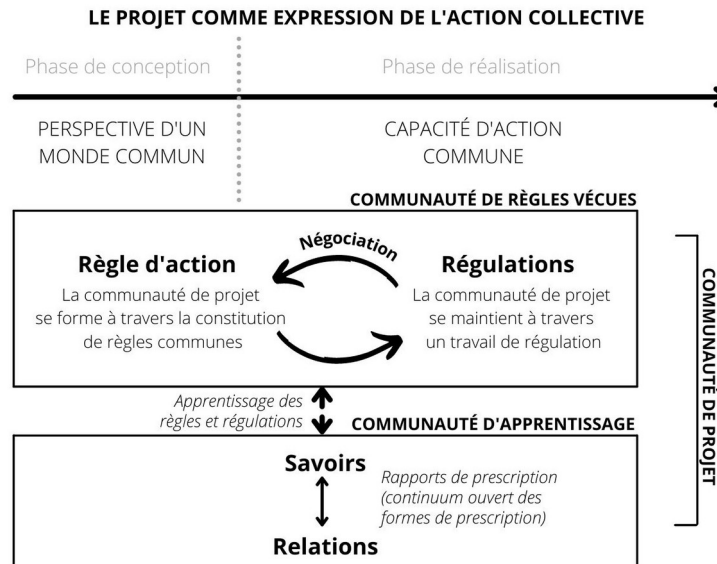 LE PROJET COMME EXPRESSION DE L'ACTION COLLECTIVE
Phase de conception
Phase de réalisation
PERSPECTIVE D'UN
MONDE COMMUN
CAPACITÉ D'ACTION
COMMUNE
COMMUNAUTÉ DE RÈGLES VÉCUES
Négociation
Règle d'action
La communauté de projet
se forme à travers la constitution
de règles communes
Régulations
La communauté de projet
se maintient à travers
un travail de régulation
Apprentissage des
règles et régulations
COMMUNAUTÉ D'APPRENTISSAGE
Savoirs
Rapports de prescription
(continuum ouvert des
formes de prescription)
Relations
COMMUNAUTÉ DE PROJET